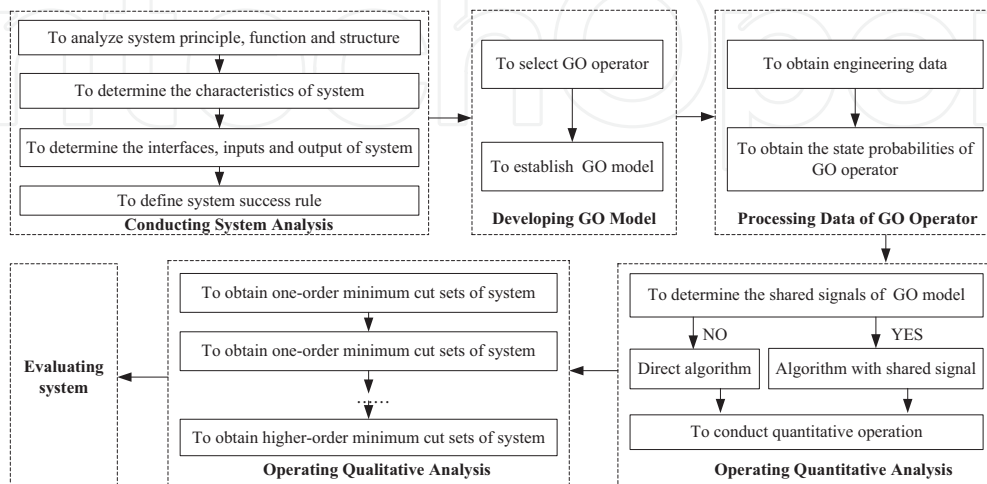 To analyze system principle, function and structure
To determine the characteristics of system
To determine the interfaces, inputs and output of system
To define system success rule
Conducting System Analysis
To select GO operator
To establish GO model
Developing GO Model
To obtain engineering data
To obtain the state probabilities of
GO operator
Processing Data of GO Operator
To determine the shared signals of GO model
NO
YES
Direct algorithm
Algorithm with shared signal
To conduct quantitative operation
Operating Quantitative Analysis
To obtain one-order minimum cut sets of system
To obtain one-order minimum cut sets of system
……
To obtain higher-order minimum cut sets of system
Operating Qualitative Analysis
Evaluating
system